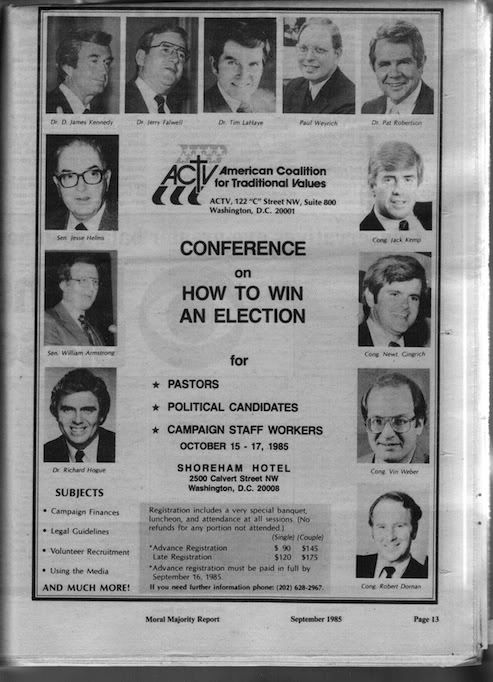 Dr. D. James Kennedy
Dr. Jerry Falwell
Dr. Tim LaHaye
Paul Weyrich
Dr. Pat Robertson
ACTV
American Coalition
for Traditional Values
ACTV, 122 "C" Street NW, Suite 800
Washington, D.C. 20001
Sen. Jesse Helms
Cong. Jack Kemp
CONFERENCE
on
HOW TO WIN
AN ELECTION
Sen. William Armstrong
Cong. Newt. Gingrich
for
★ PASTORS
★ POLITICAL CANDIDATES
★ CAMPAIGN STAFF WORKERS
OCTOBER 15 - 17, 1985
Dr. Richard Hogue
Cong. Vin Weber
SHOREHAM HOTEL
2500 Calvert Street NW
Washington, D.C. 20008
SUBJECTS
• Campaign Finances
• Legal Guidelines
• Volunteer Recruitment
• Using the Media
AND MUCH MORE!
Registration includes a very special banquet,
luncheon, and attendance at all sessions. (No
refunds for any portion not attended.)
(Single) (Couple)
*Advance Registration $ 90 $145
Late Registration $120 $175
*Advance registration must be paid in full by
September 16, 1985.
If you need further information phone: (202) 628-2967.
Cong. Robert Dornan
Moral Majority Report September 1985 Page 13